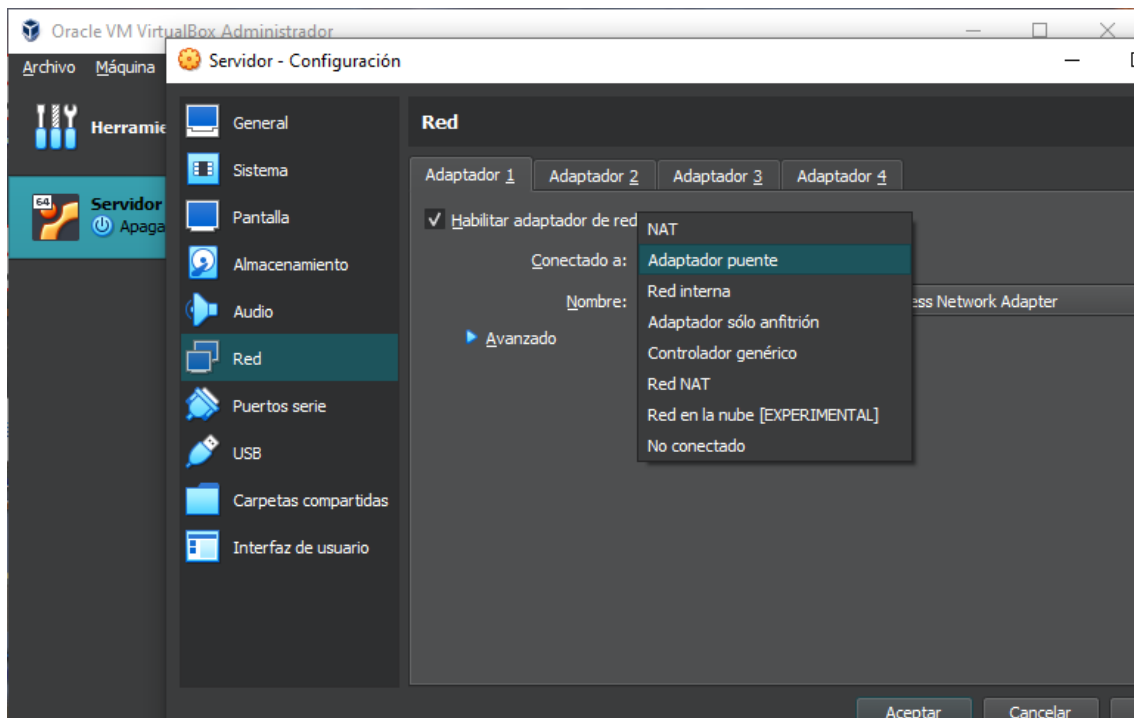 Oracle VM VirtualBox Administrador
Archivo Máquina
Servidor - Configuración
Herramie
64
Servidor
Apaga
General
Sistema
Pantalla
Almacenamiento
Audio
Red
Puertos serie
USB
Carpetas compartidas
Interfaz de usuario
Red
Adaptador 1 Adaptador 2 Adaptador 3 Adaptador 4
Habilitar adaptador de red
Conectado a:
Nombre: ess Network Adapter
Avanzado
NAT
Adaptador puente
Red interna
Adaptador sólo anfitrión
Controlador genérico
Red NAT
Red en la nube [EXPERIMENTAL]
No conectado
Aceptar Cancelar